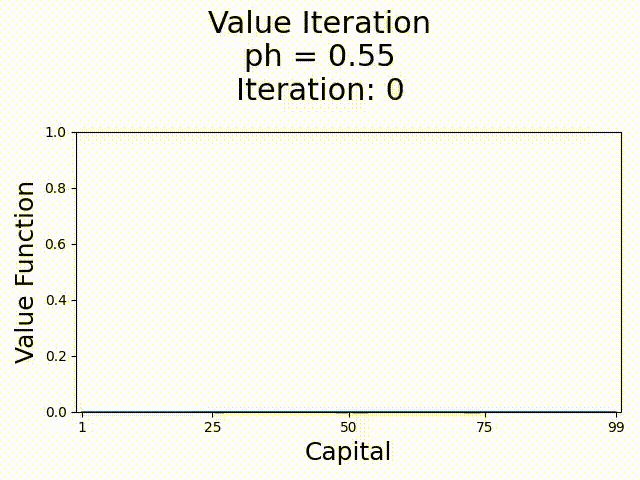 Value Iteration
ph = 0.55
Iteration: 0
1.0
0.8
0.6
0.4
0.2
0.0
Value Function
1 25 50 75 99
Capital